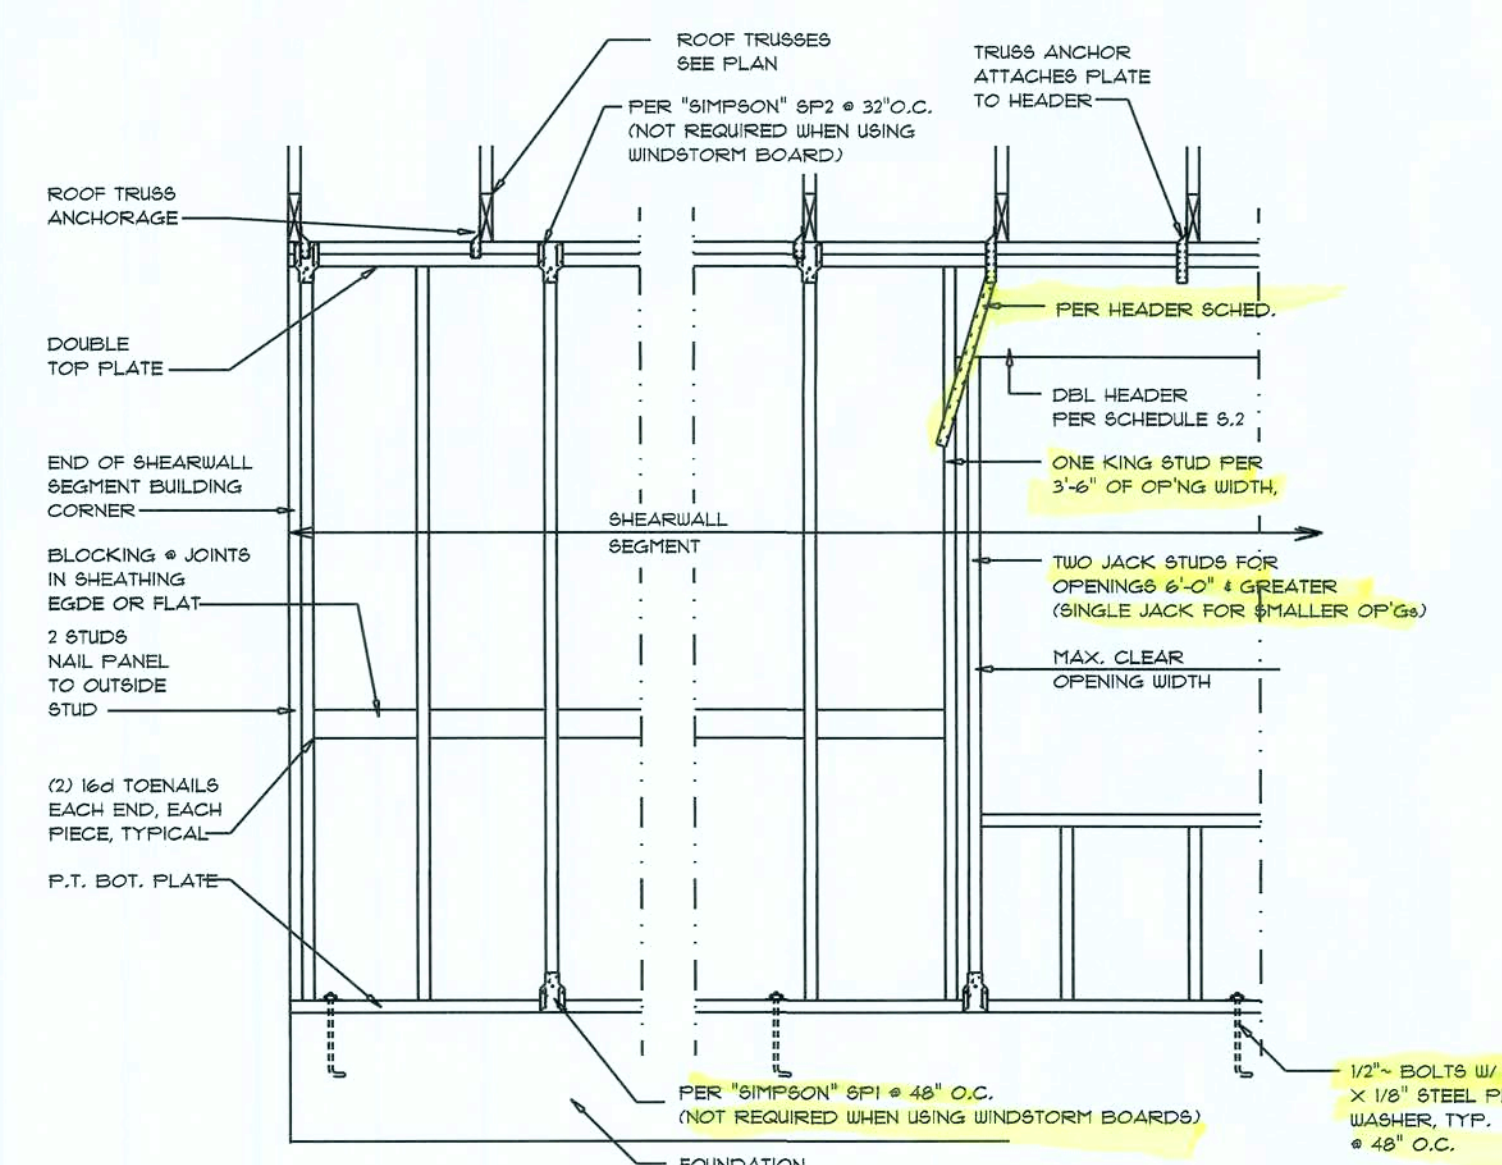 ROOF TRUSSES
SEE PLAN
TRUSS ANCHOR
ATTACHES PLATE
TO HEADER
PER "SIMPSON" SP2 @ 32"O.C.
(NOT REQUIRED WHEN USING
WINDSTORM BOARD)
ROOF TRUSS
ANCHORAGE
PER HEADER SCHED.
DOUBLE
TOP PLATE
DBL HEADER
PER SCHEDULE S.2
END OF SHEARWALL
SEGMENT BUILDING
CORNER
ONE KING STUD PER
3'-6" OF OP'NG WIDTH,
SHEARWALL
SEGMENT
BLOCKING @ JOINTS
IN SHEATHING
EGDE OR FLAT
TWO JACK STUDS FOR
OPENINGS 6'-0" & GREATER
(SINGLE JACK FOR SMALLER OP'Gs)
2 STUDS
NAIL PANEL
TO OUTSIDE
STUD
MAX. CLEAR
OPENING WIDTH
(2) 16d TOENAILS
EACH END, EACH
PIECE, TYPICAL
P.T. BOT. PLATE
PER "SIMPSON" SP1 @ 48" O.C.
(NOT REQUIRED WHEN USING WINDSTORM BOARDS)
1/2"~ BOLTS W/
X 1/8" STEEL
WASHER, TYP.
@ 48" O.C.
FOUNDATION